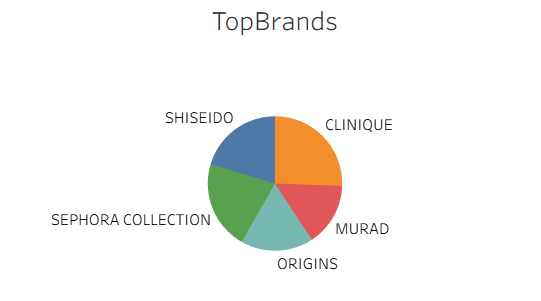 TopBrands
SHISEIDO
CLINIQUE
SEPHORA COLLECTION
MURAD
ORIGINS